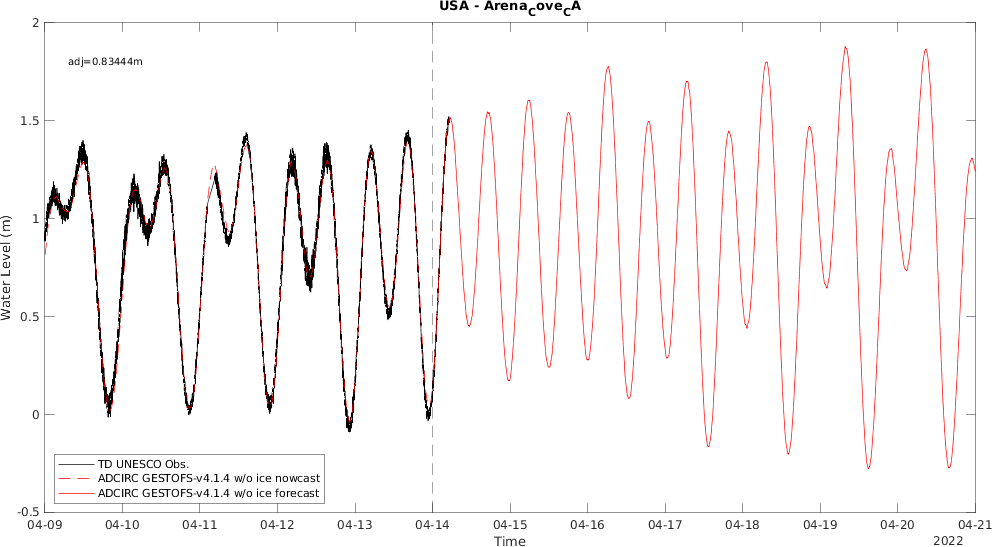 USA - Arena_Cove_CA
adj=0.83444m
2
1.5
1
0.5
0
-0.5
Water Level (m)
TD UNESCO Obs.
ADCIRC GESTOFS-v4.1.4 w/o ice nowcast
ADCIRC GESTOFS-v4.1.4 w/o ice forecast
04-09 04-10 04-11 04-12 04-13 04-14 04-15 04-16 04-17 04-18 04-19 04-20 04-21
Time
2022